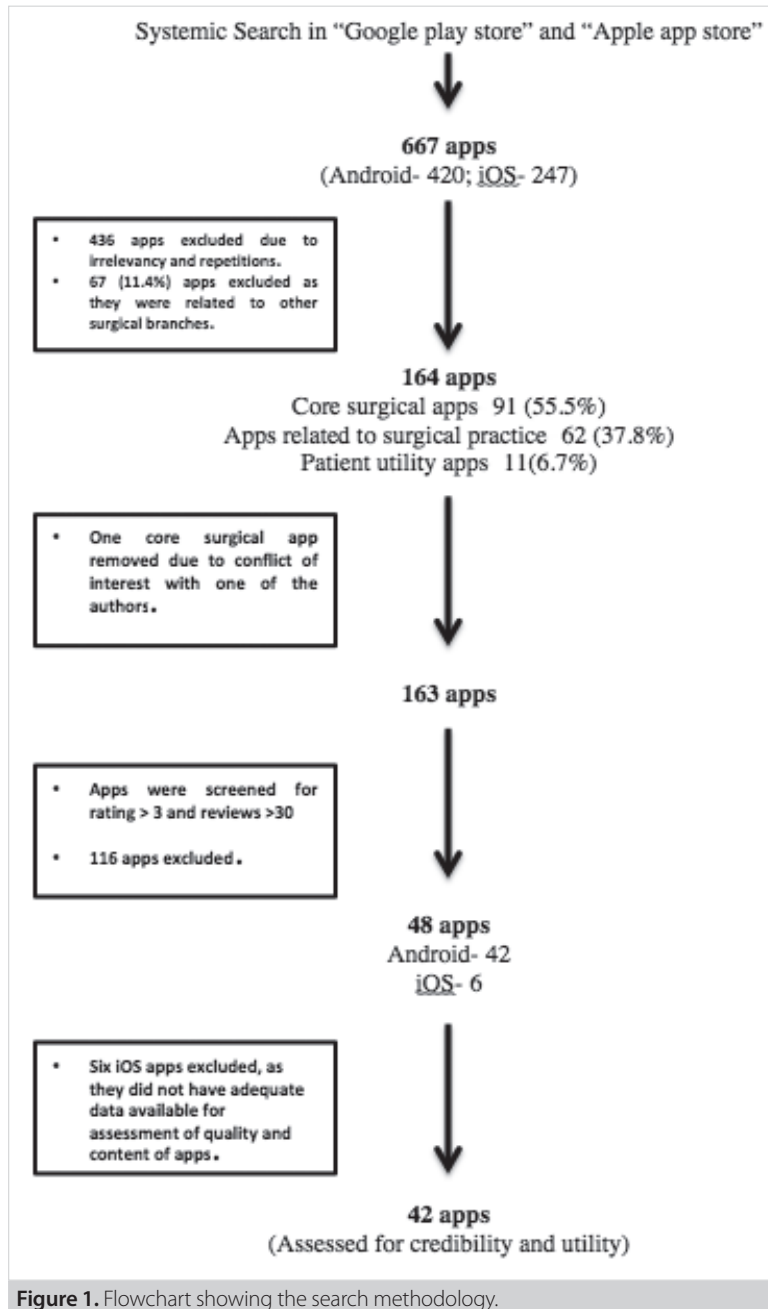 Systemic Search in “Google play store” and “Apple app store”
667 apps
(Android- 420; iOS- 247)
• 436 apps excluded due to
irrelevancy and repetitions.
• 67 (11.4%) apps excluded as
they were related to other
surgical branches.
164 apps
Core surgical apps 91 (55.5%)
Apps related to surgical practice 62 (37.8%)
Patient utility apps 11(6.7%)
• One core surgical app
removed due to conflict of
interest with one of the
authors.
163 apps
• Apps were screened for
rating > 3 and reviews >30
• 116 apps excluded.
48 apps
Android- 42
iOS- 6
• Six iOS apps excluded, as
they did not have adequate
data available for
assessment of quality and
content of apps.
42 apps
(Assessed for credibility and utility)
Figure 1. Flowchart showing the search methodology.